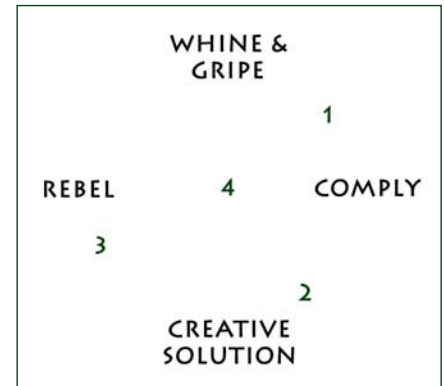 WHINE &
GRIPE
1
REBEL 4 COMPLY
3
2
CREATIVE
SOLUTION